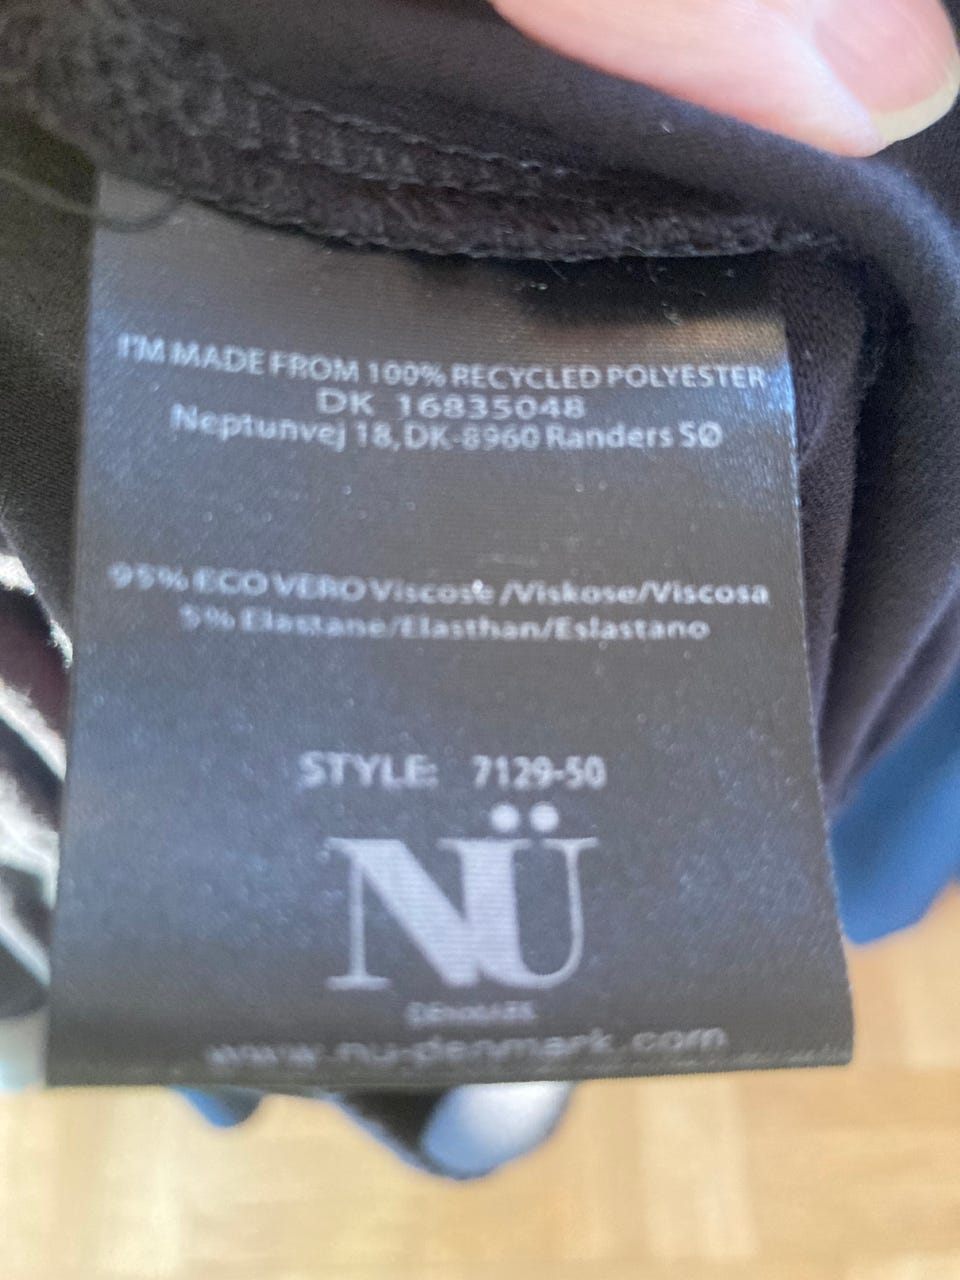 I'M MADE FROM 100% RECYCLED POLYESTER
DK 16835048
Neptunvej 18, DK-8960 Randers SØ
95% ECO VERO Viscose /Viskose/Viscosa
5% Elastane/Elasthan/Eslastano
STYLE: 7129-50
NÜ
DENMARK
www.nu-denmark.com